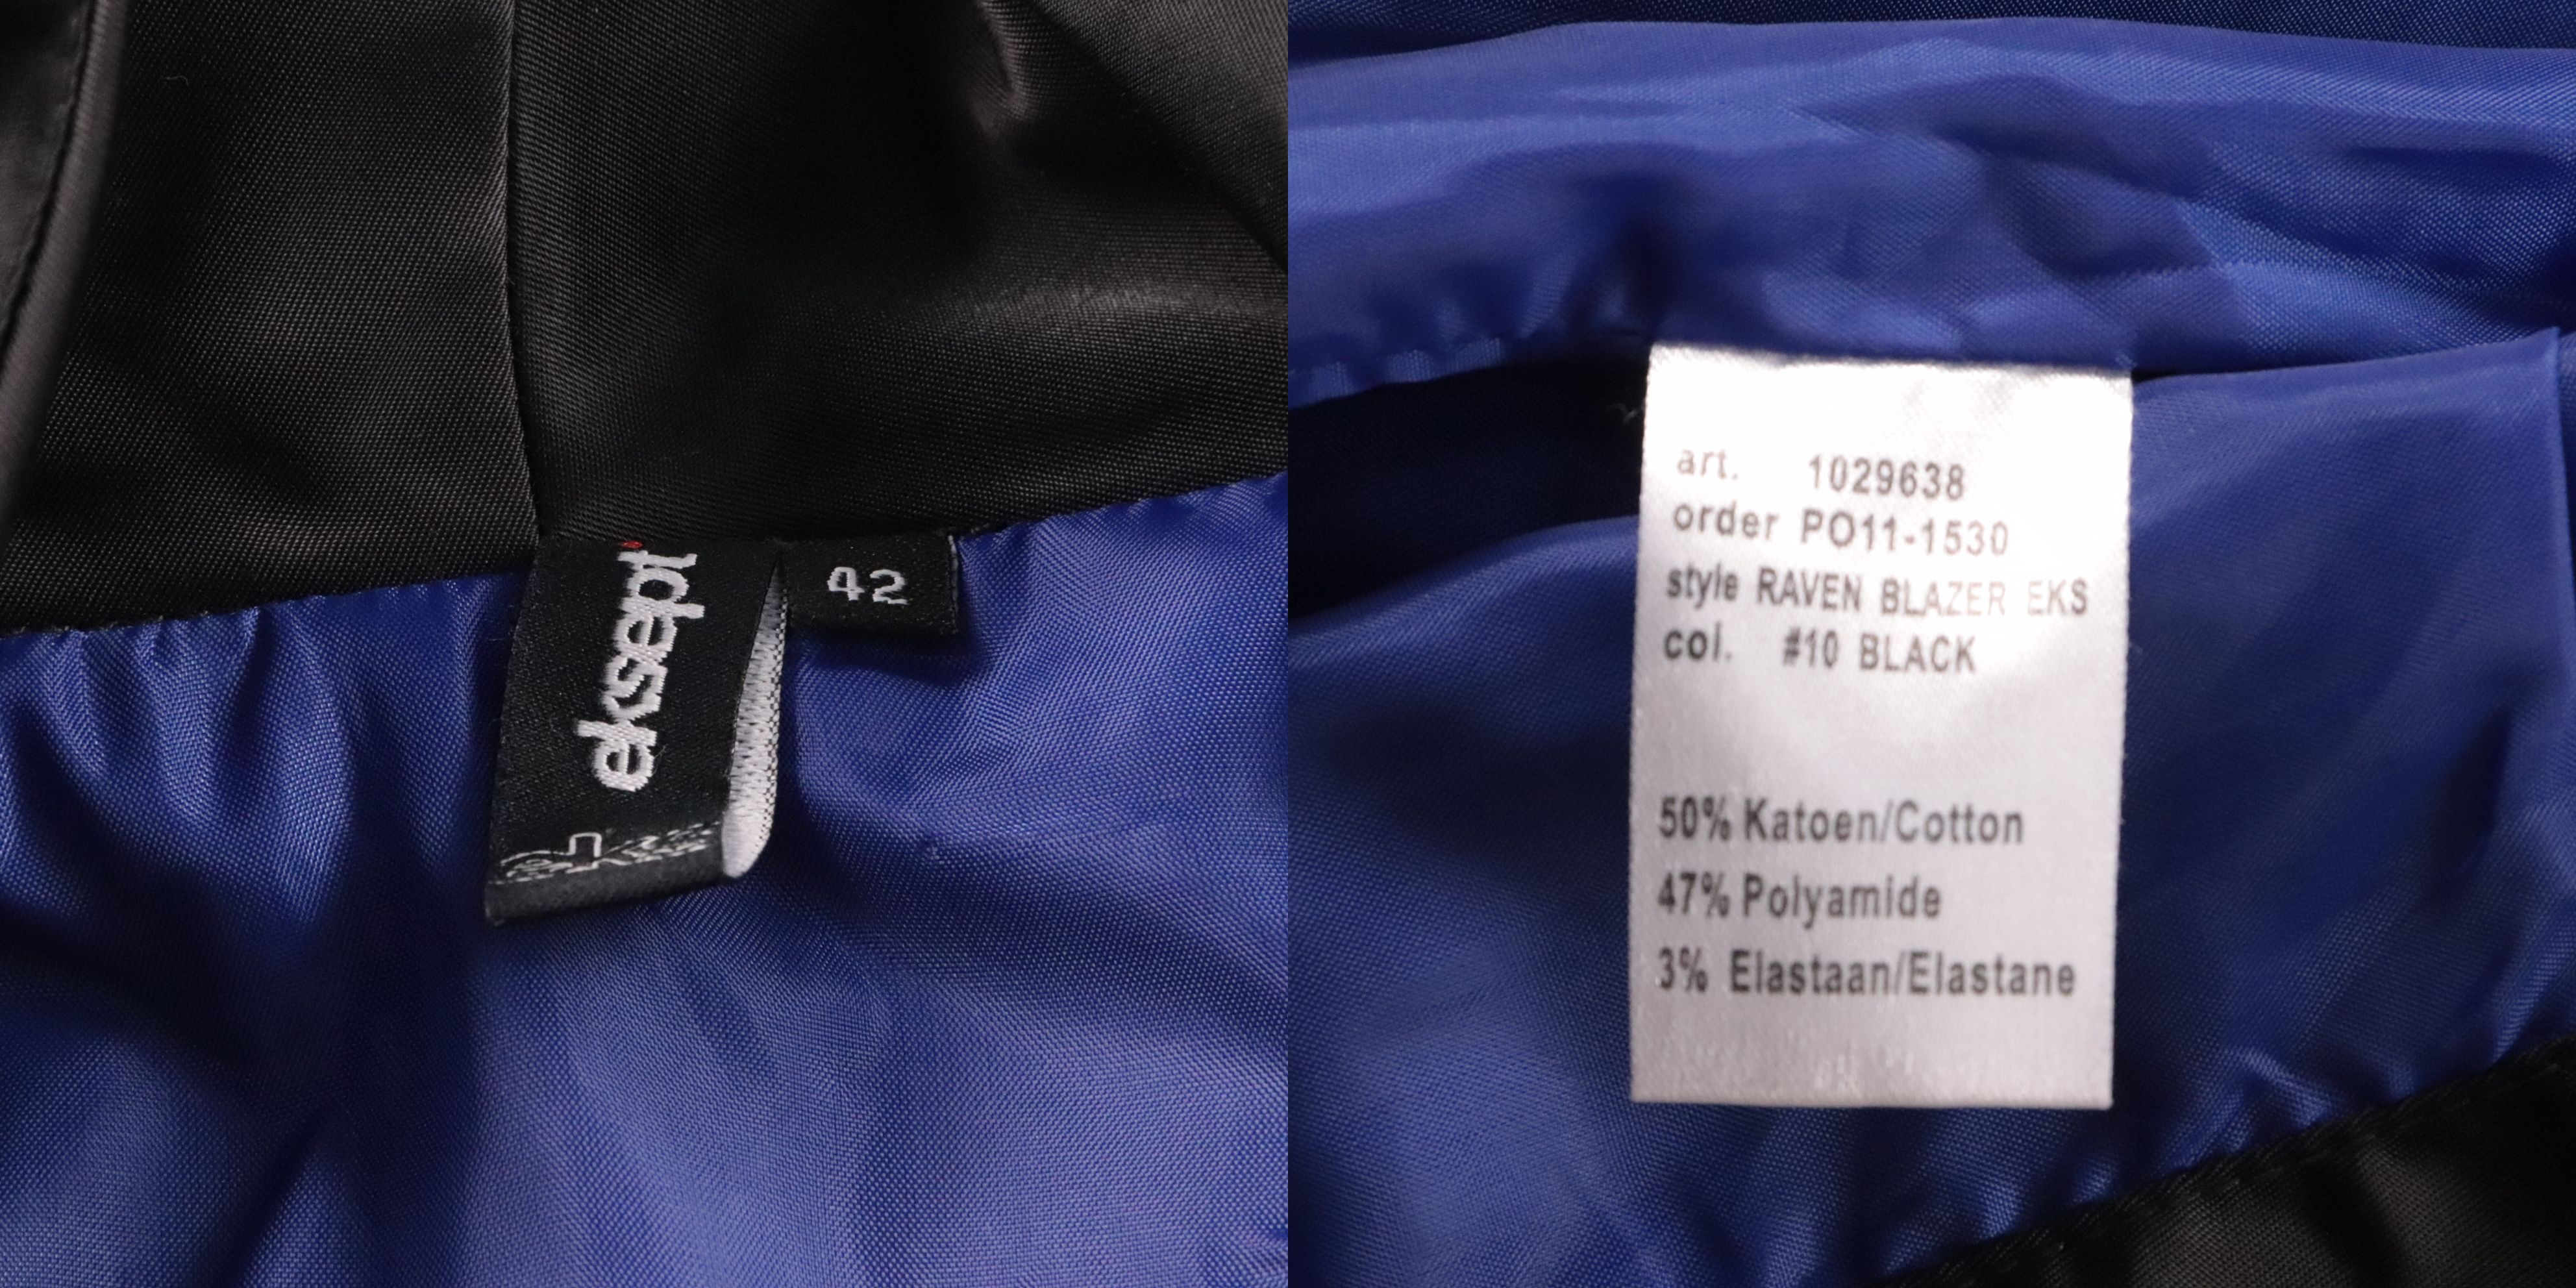 eksept
42
art. 1029638
order PO11-1530
style RAVEN BLAZER EKS
col. #10 BLACK
50% Katoen/Cotton
47% Polyamide
3% Elastaan/Elastane